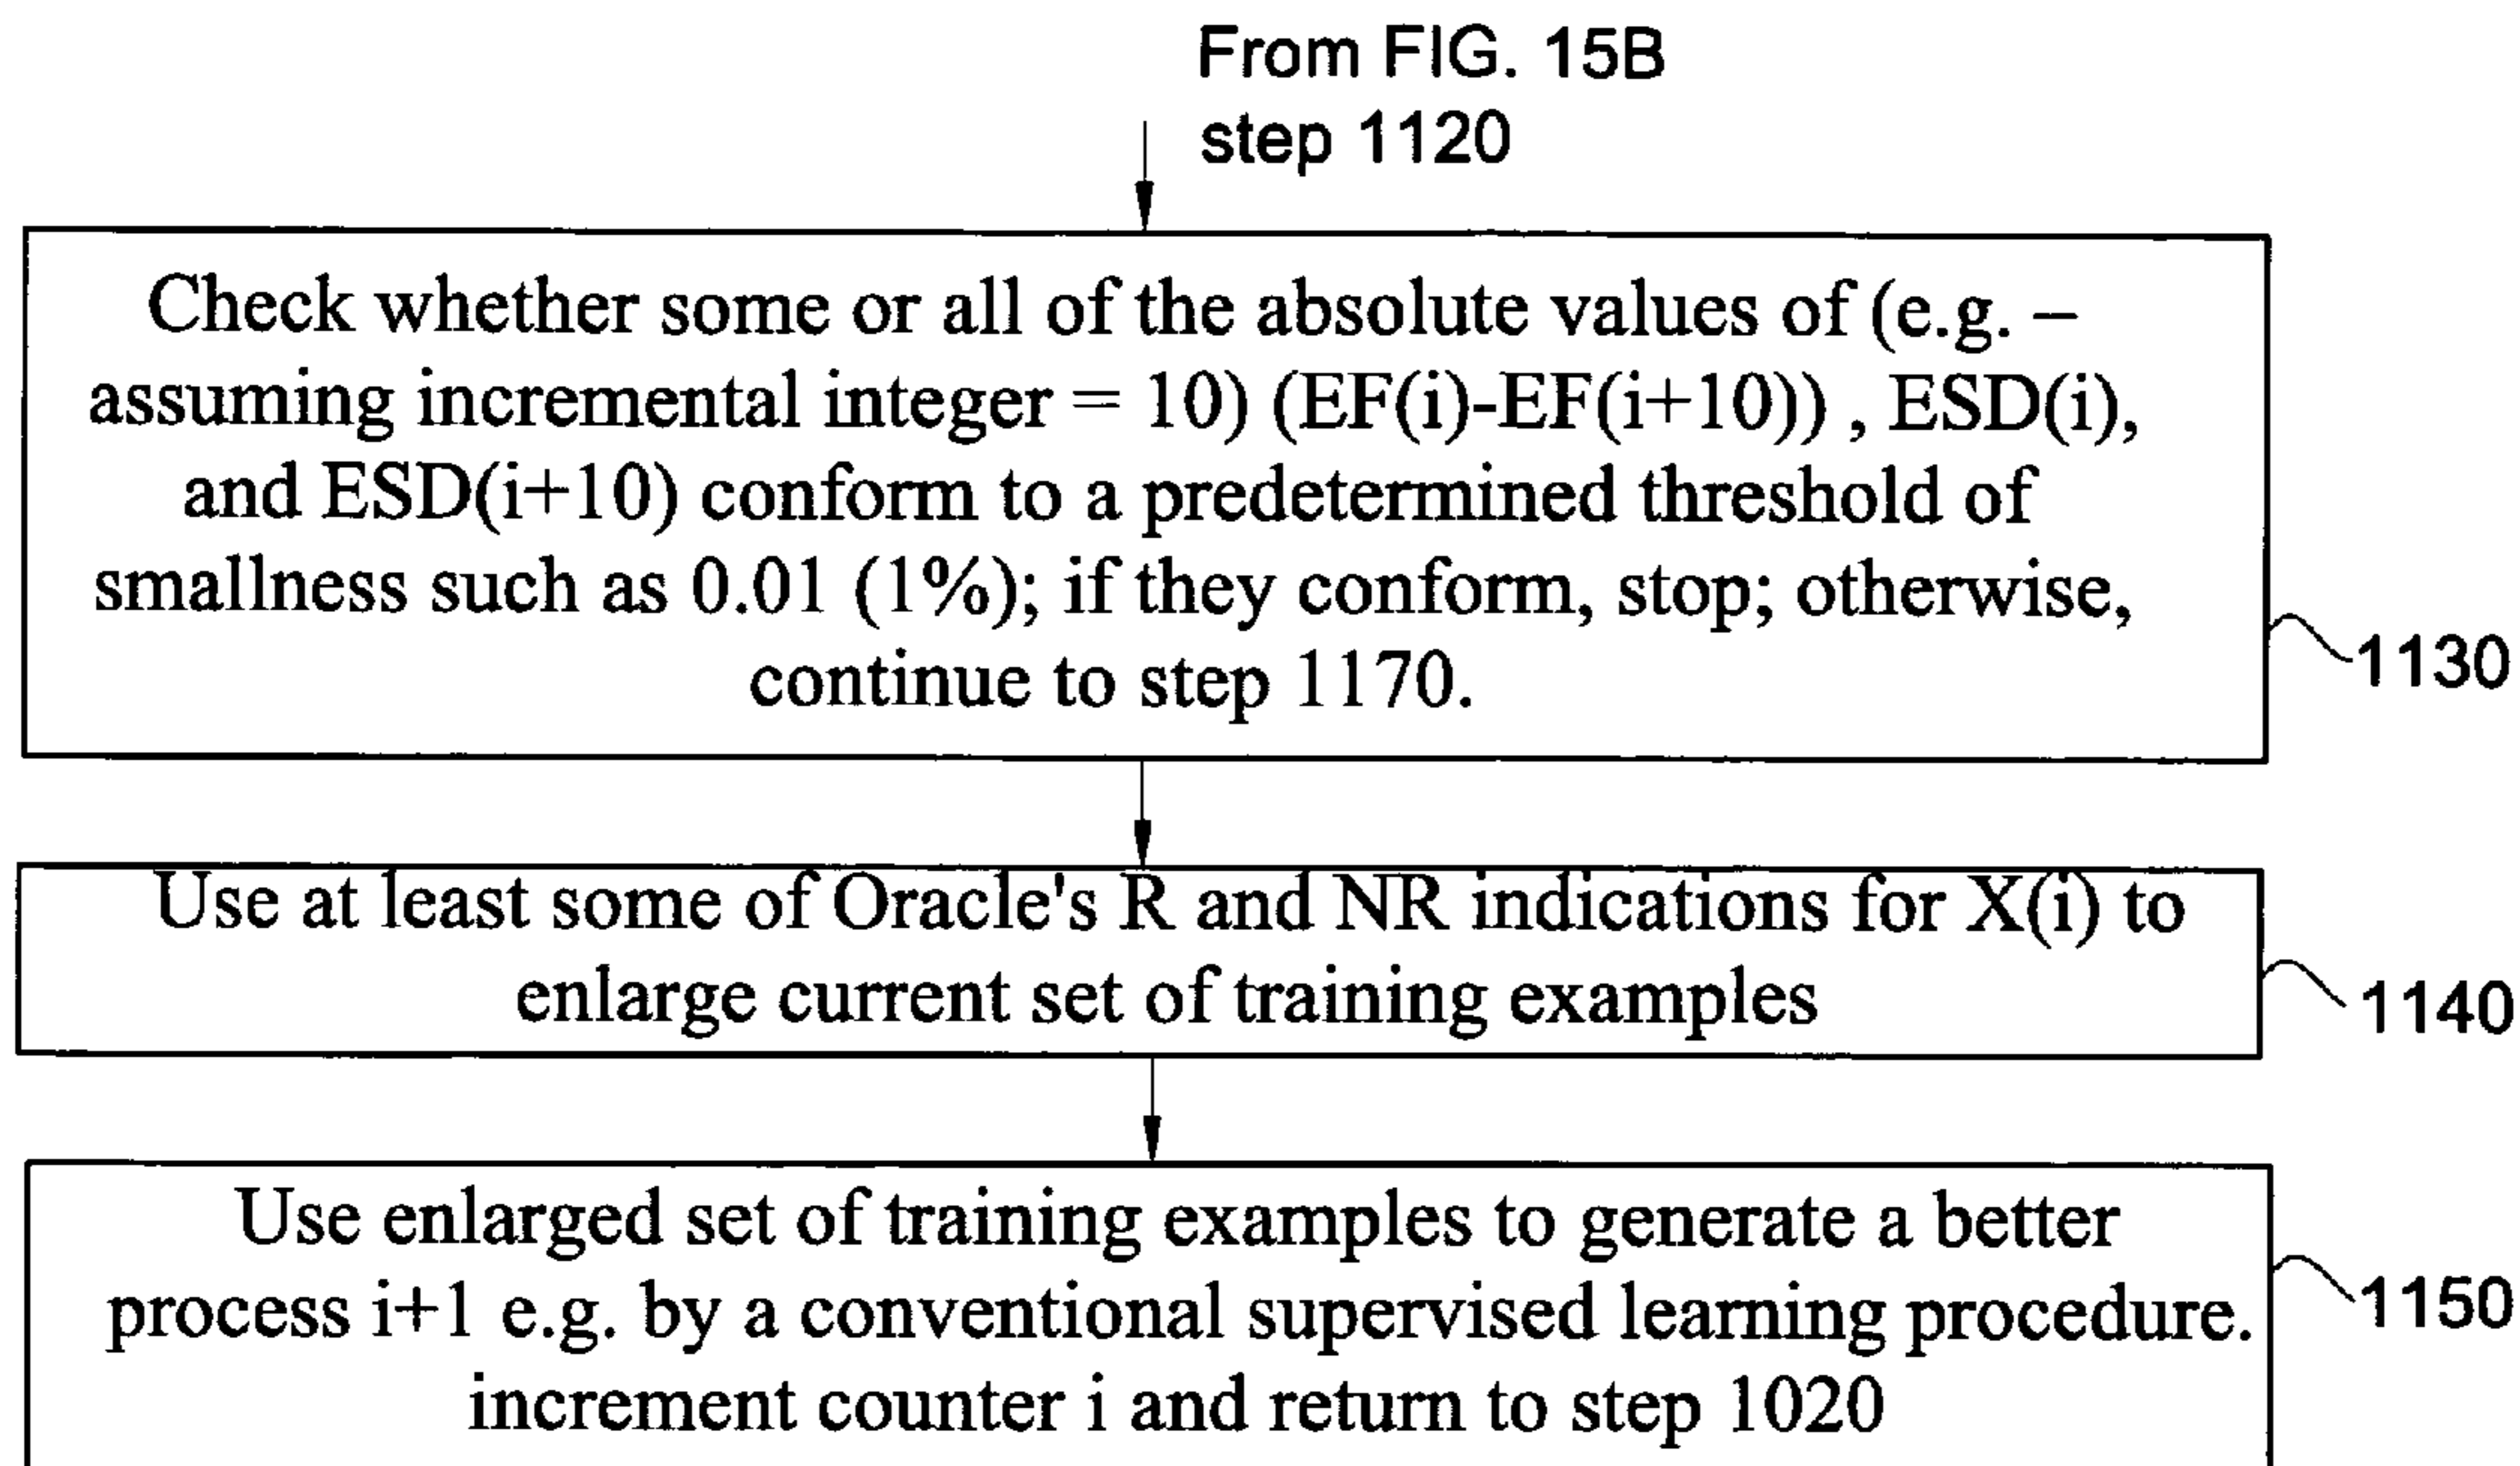 From FIG. 15B
step 1120
Check whether some or all of the absolute values of (e.g. –
assuming incremental integer = 10) (EF(i)-EF(i+10)) , ESD(i),
and ESD(i+10) conform to a predetermined threshold of
smallness such as 0.01 (1%); if they conform, stop; otherwise,
continue to step 1170.
1130
Use at least some of Oracle's R and NR indications for X(i) to
enlarge current set of training examples
1140
Use enlarged set of training examples to generate a better
process i+1 e.g. by a conventional supervised learning procedure.
increment counter i and return to step 1020
1150